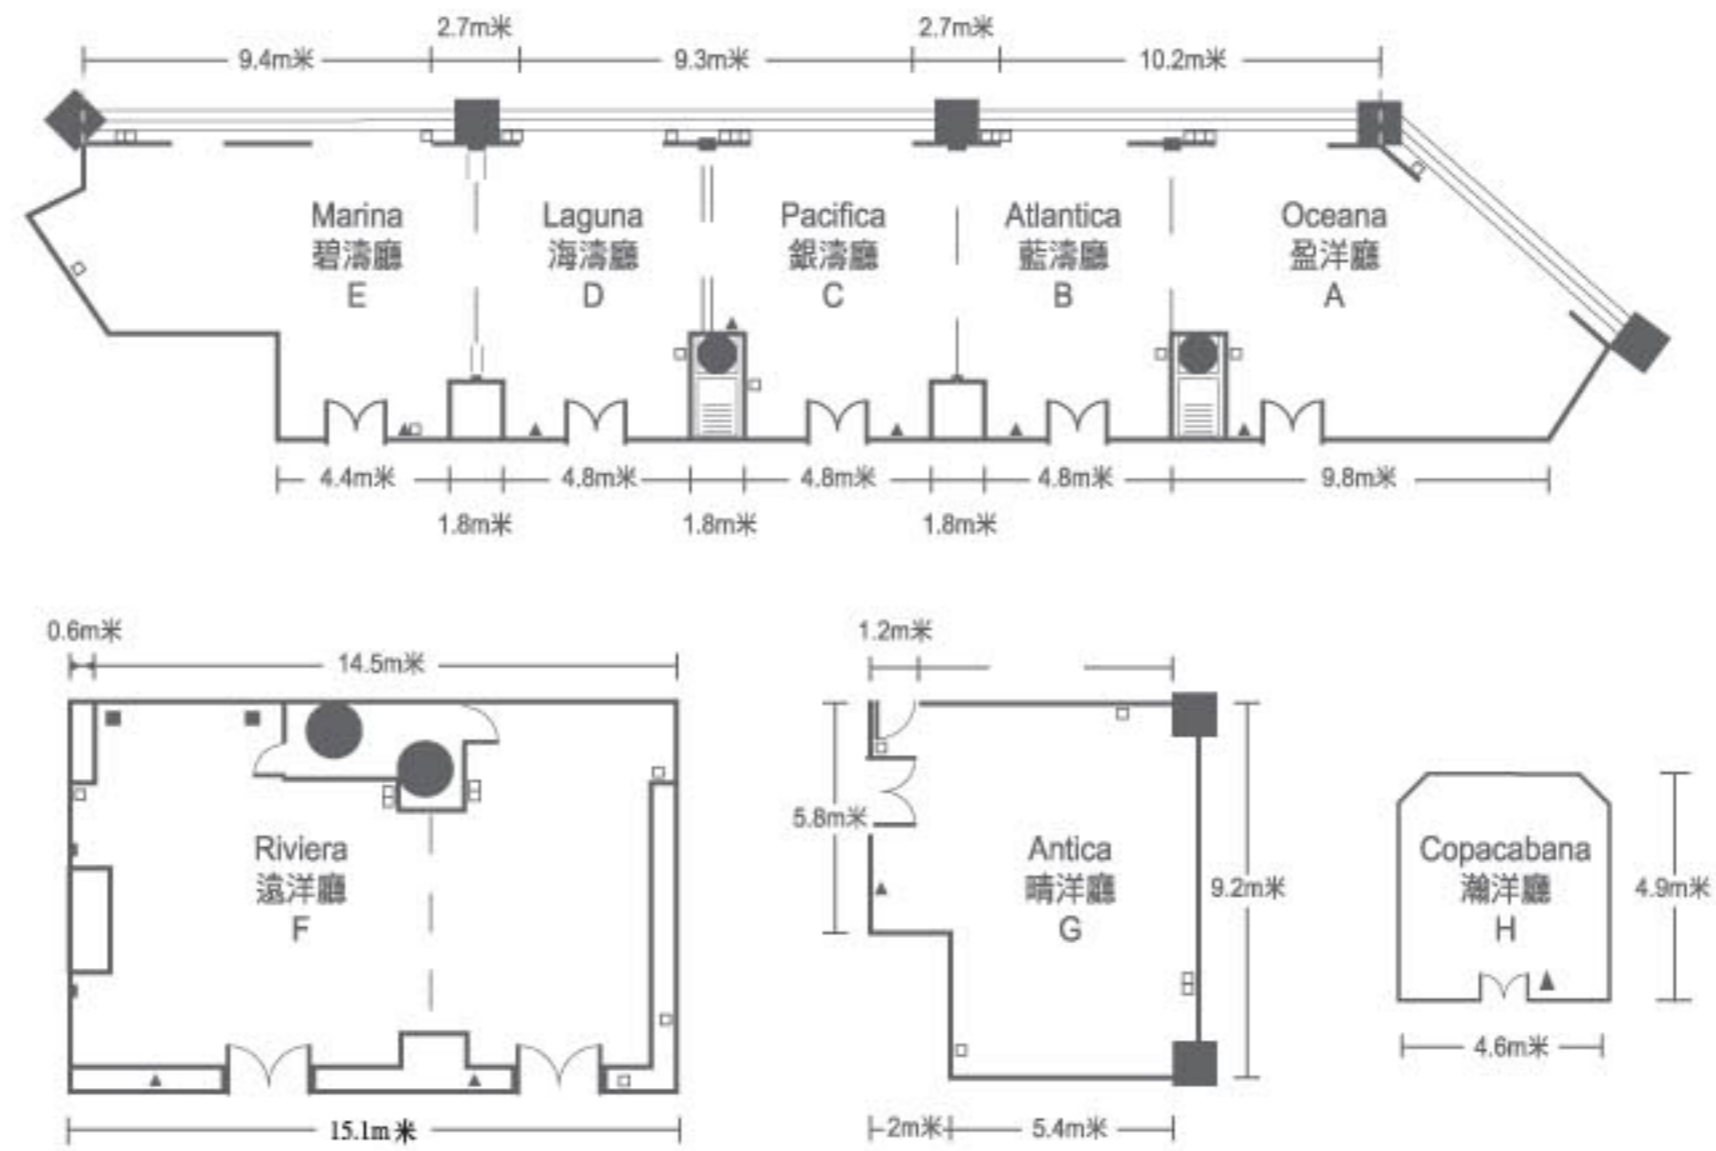 2.7m米
2.7m米
9.4m米
9.3m米
10.2m米
Marina
碧濤廳
E
Laguna
海濤廳
D
Pacifica
銀濤廳
C
Atlantica
藍濤廳
B
Oceana
盈洋廳
A
4.4m米
4.8m米
4.8m米
4.8m米
9.8m米
1.8m米
1.8m米
1.8m米
0.6m米
14.5m米
Riviera
遠洋廳
F
15.1m米
1.2m米
5.8m米
Antica
晴洋廳
G
9.2m米
2m米
5.4m米
Copacabana
瀚洋廳
H
4.9m米
4.6m米